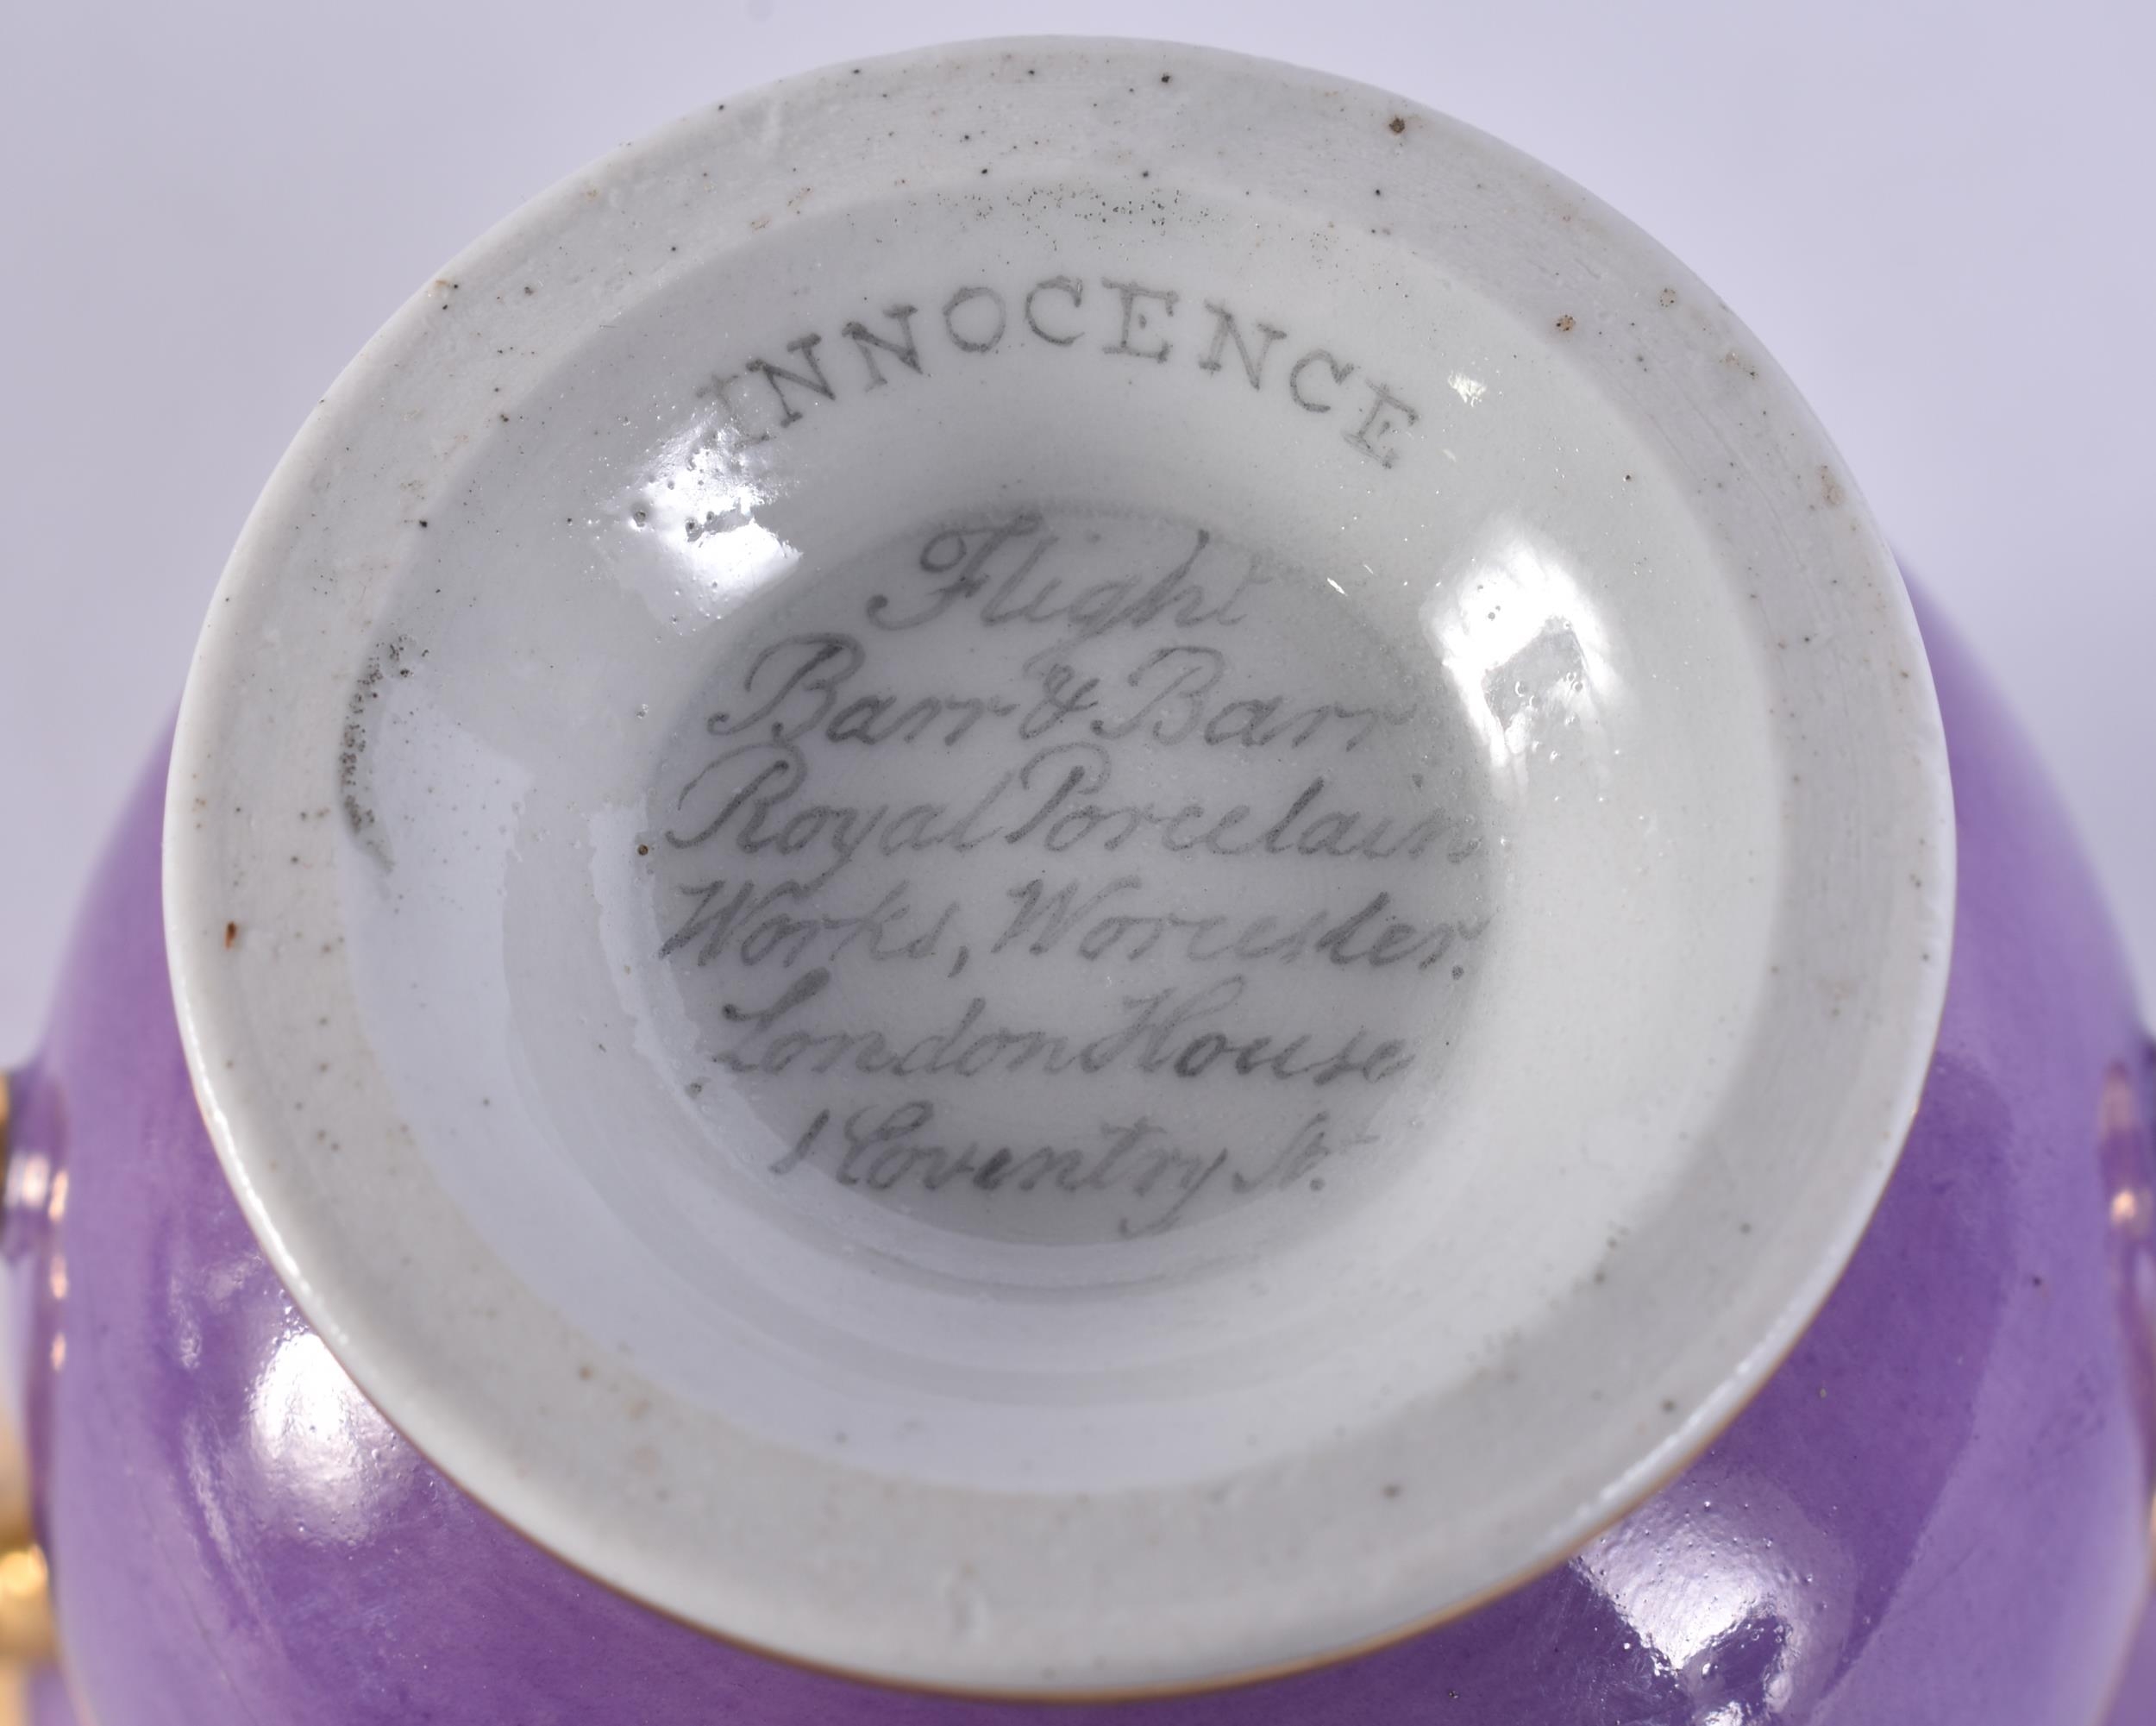 INNOCENCE
Flight
Barr & Barr
Royal Porcelain
Works, Worcester.
London House
1 Coventry St.